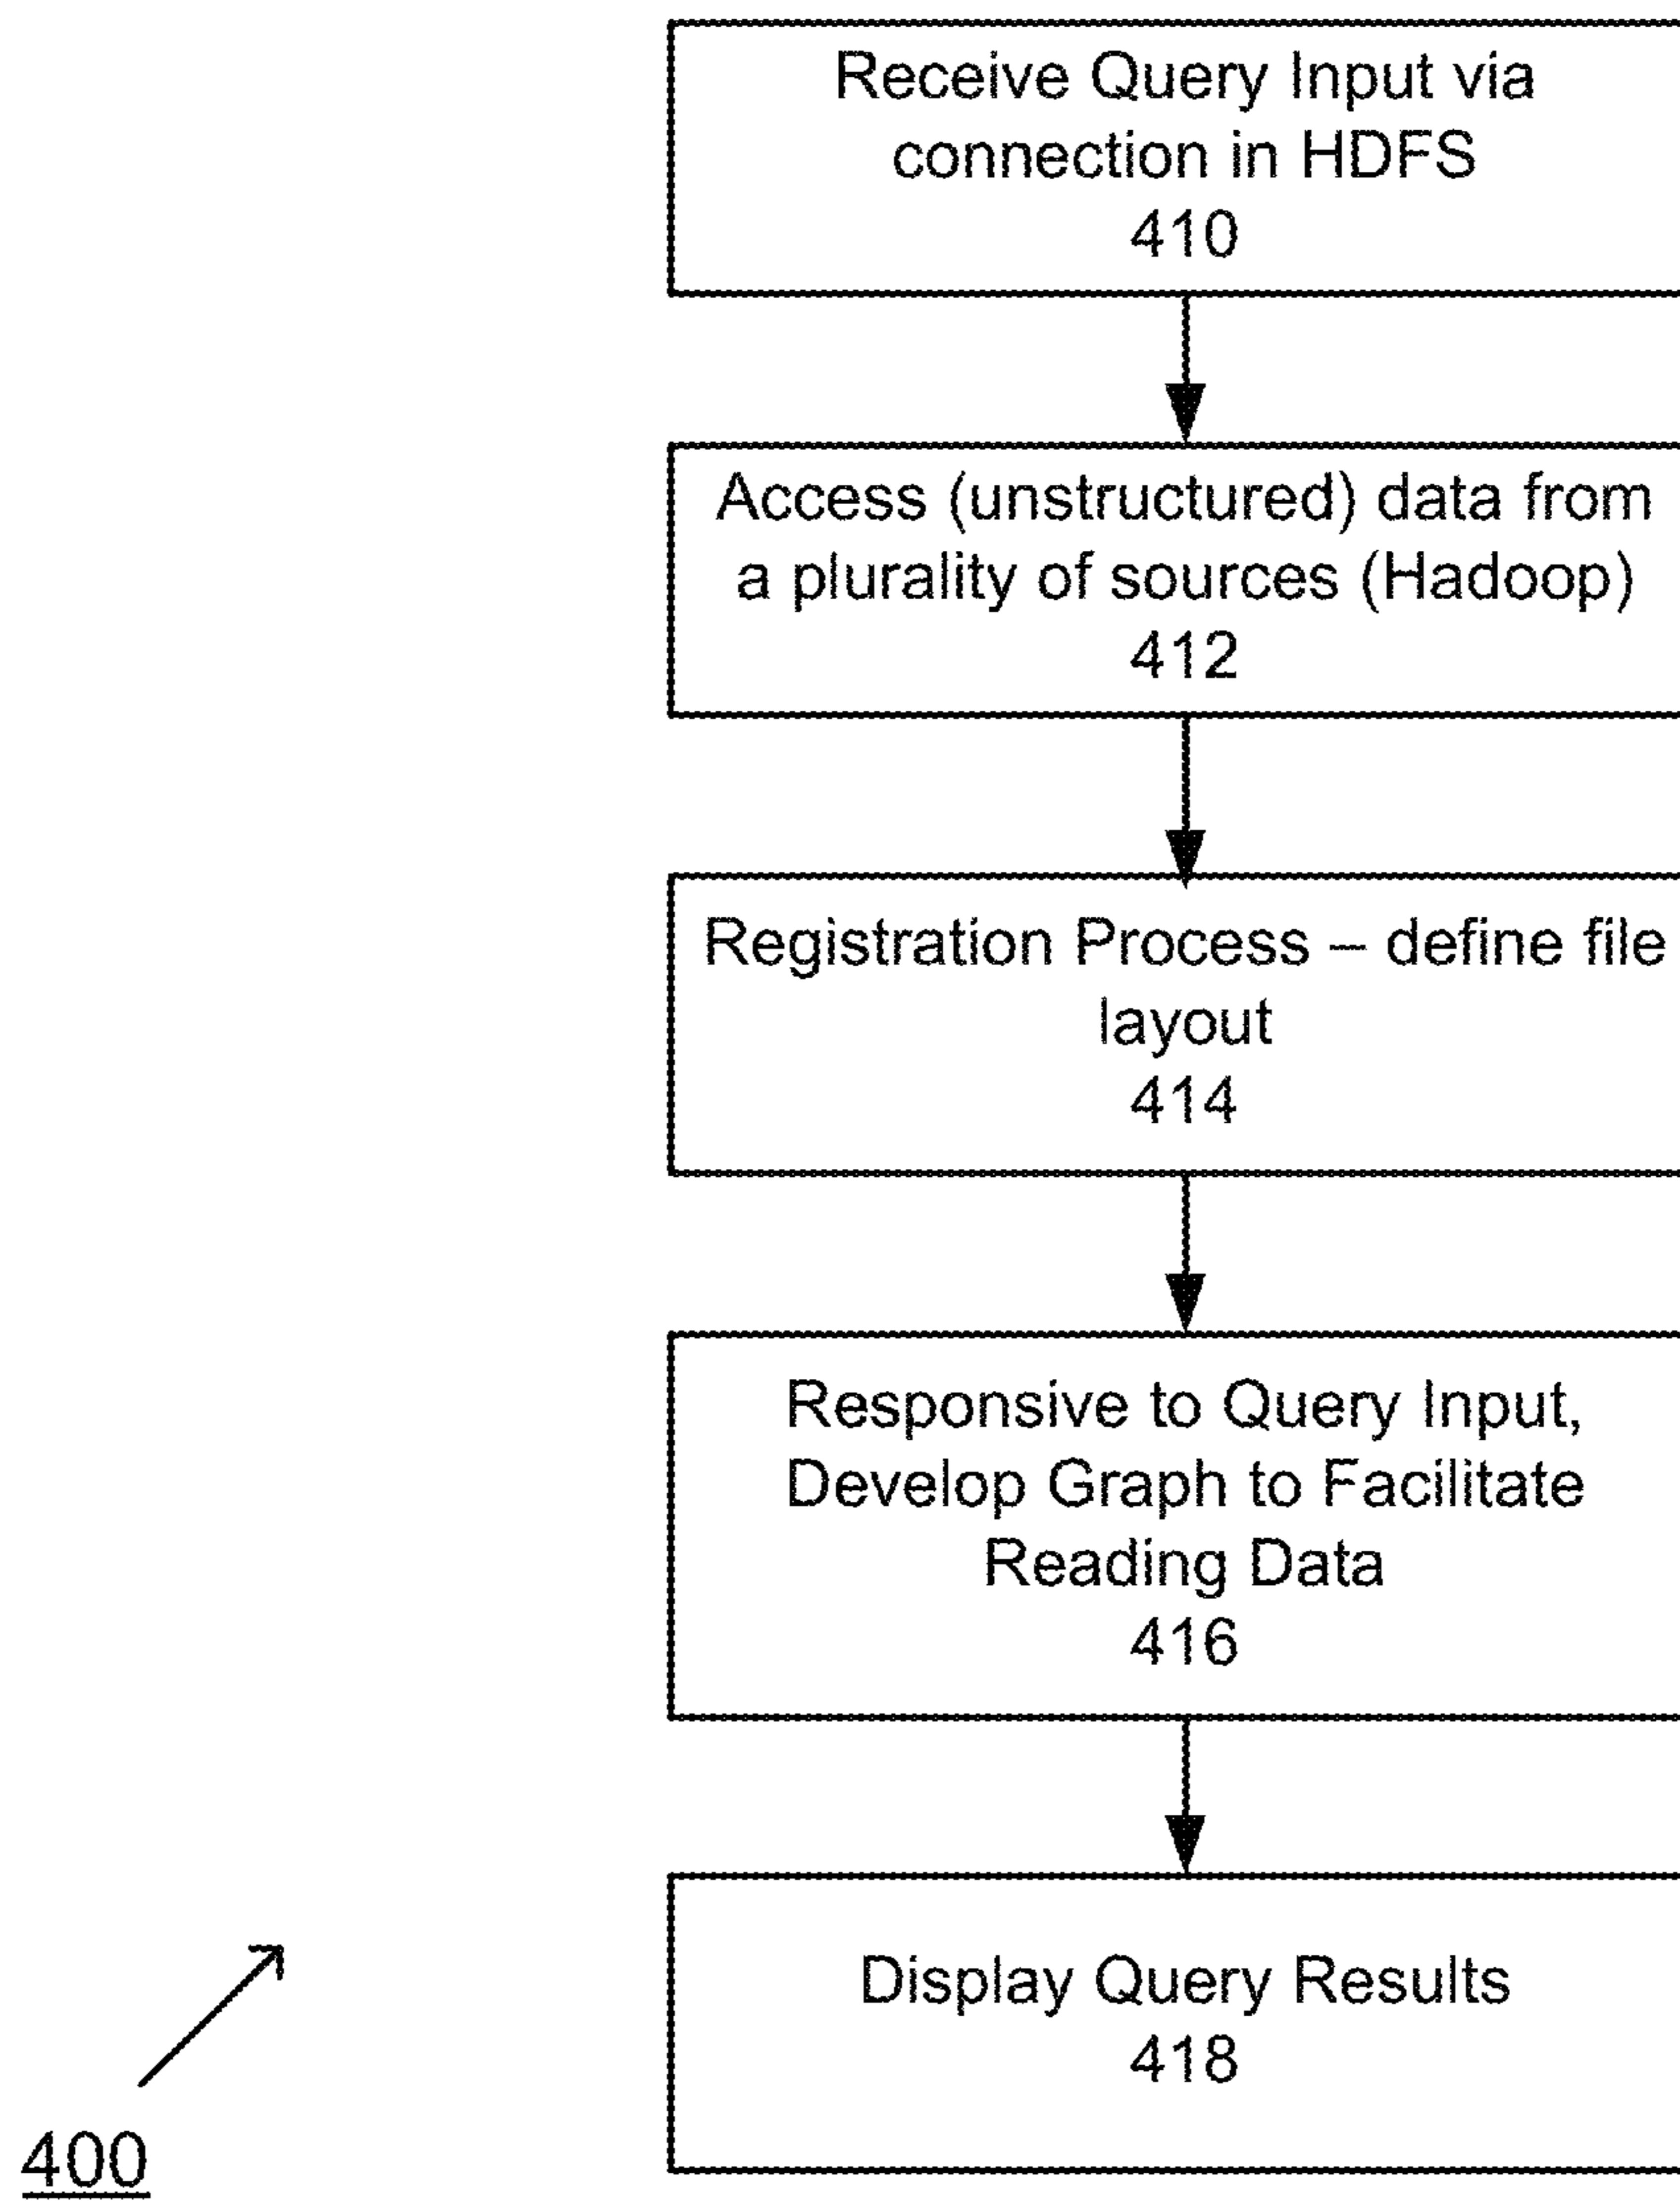 Receive Query Input via
connection in HDFS
410
Access (unstructured) data from
a plurality of sources (Hadoop)
412
Registration Process – define file
layout
414
Responsive to Query Input,
Develop Graph to Facilitate
Reading Data
416
Display Query Results
418
400